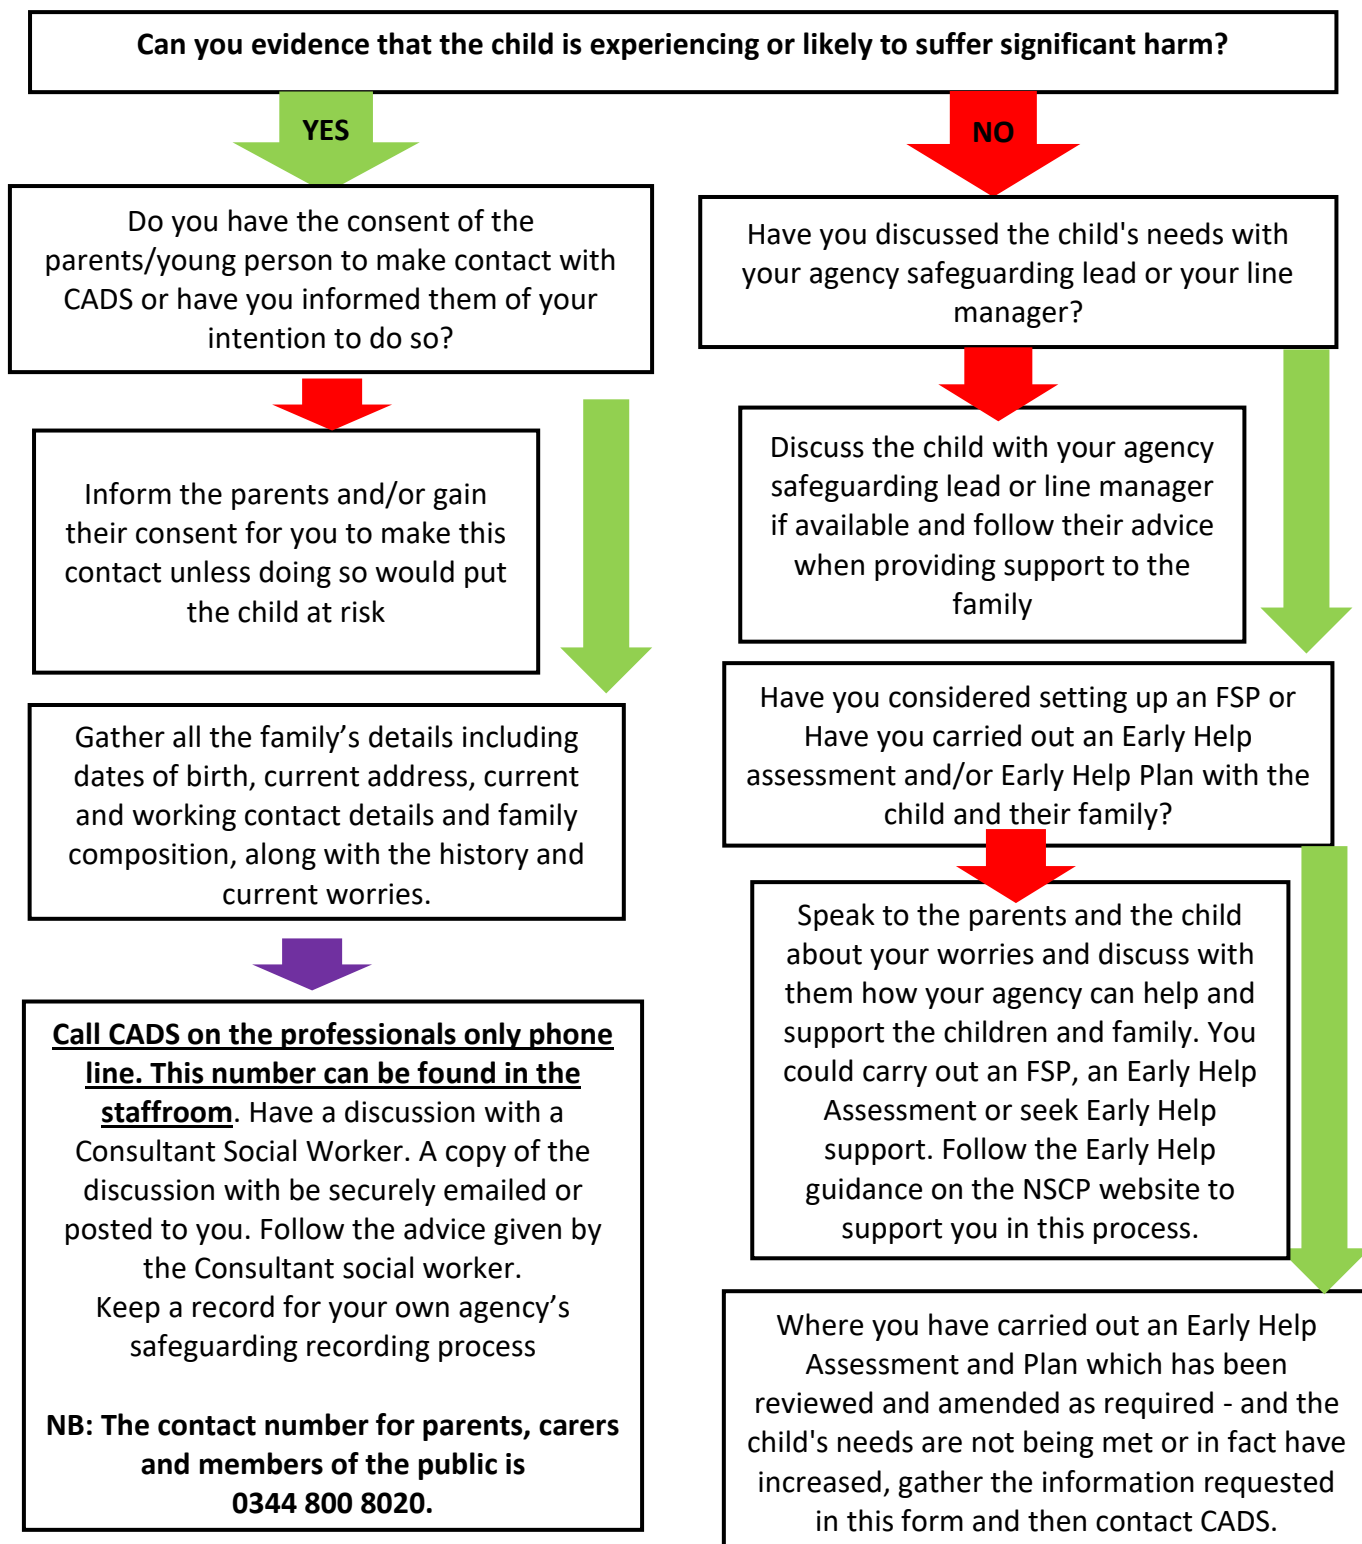 Can you evidence that the child is experiencing or likely to suffer significant harm?
YES
NO
Do you have the consent of the
parents/young person to make contact with
CADS or have you informed them of your
intention to do so?
Inform the parents and/or gain
their consent for you to make this
contact unless doing so would put
the child at risk
Gather all the family’s details including
dates of birth, current address, current
and working contact details and family
composition, along with the history and
current worries.
Call CADS on the professionals only phone
line. This number can be found in the
staffroom. Have a discussion with a
Consultant Social Worker. A copy of the
discussion with be securely emailed or
posted to you. Follow the advice given by
the Consultant social worker.
Keep a record for your own agency’s
safeguarding recording process
NB: The contact number for parents, carers
and members of the public is
0344 800 8020.
Have you discussed the child's needs with
your agency safeguarding lead or your line
manager?
Discuss the child with your agency
safeguarding lead or line manager
if available and follow their advice
when providing support to the
family
Have you considered setting up an FSP or
Have you carried out an Early Help
assessment and/or Early Help Plan with the
child and their family?
Speak to the parents and the child
about your worries and discuss with
them how your agency can help and
support the children and family. You
could carry out an FSP, an Early Help
Assessment or seek Early Help
support. Follow the Early Help
guidance on the NSCP website to
support you in this process.
Where you have carried out an Early Help
Assessment and Plan which has been
reviewed and amended as required - and the
child's needs are not being met or in fact have
increased, gather the information requested
in this form and then contact CADS.